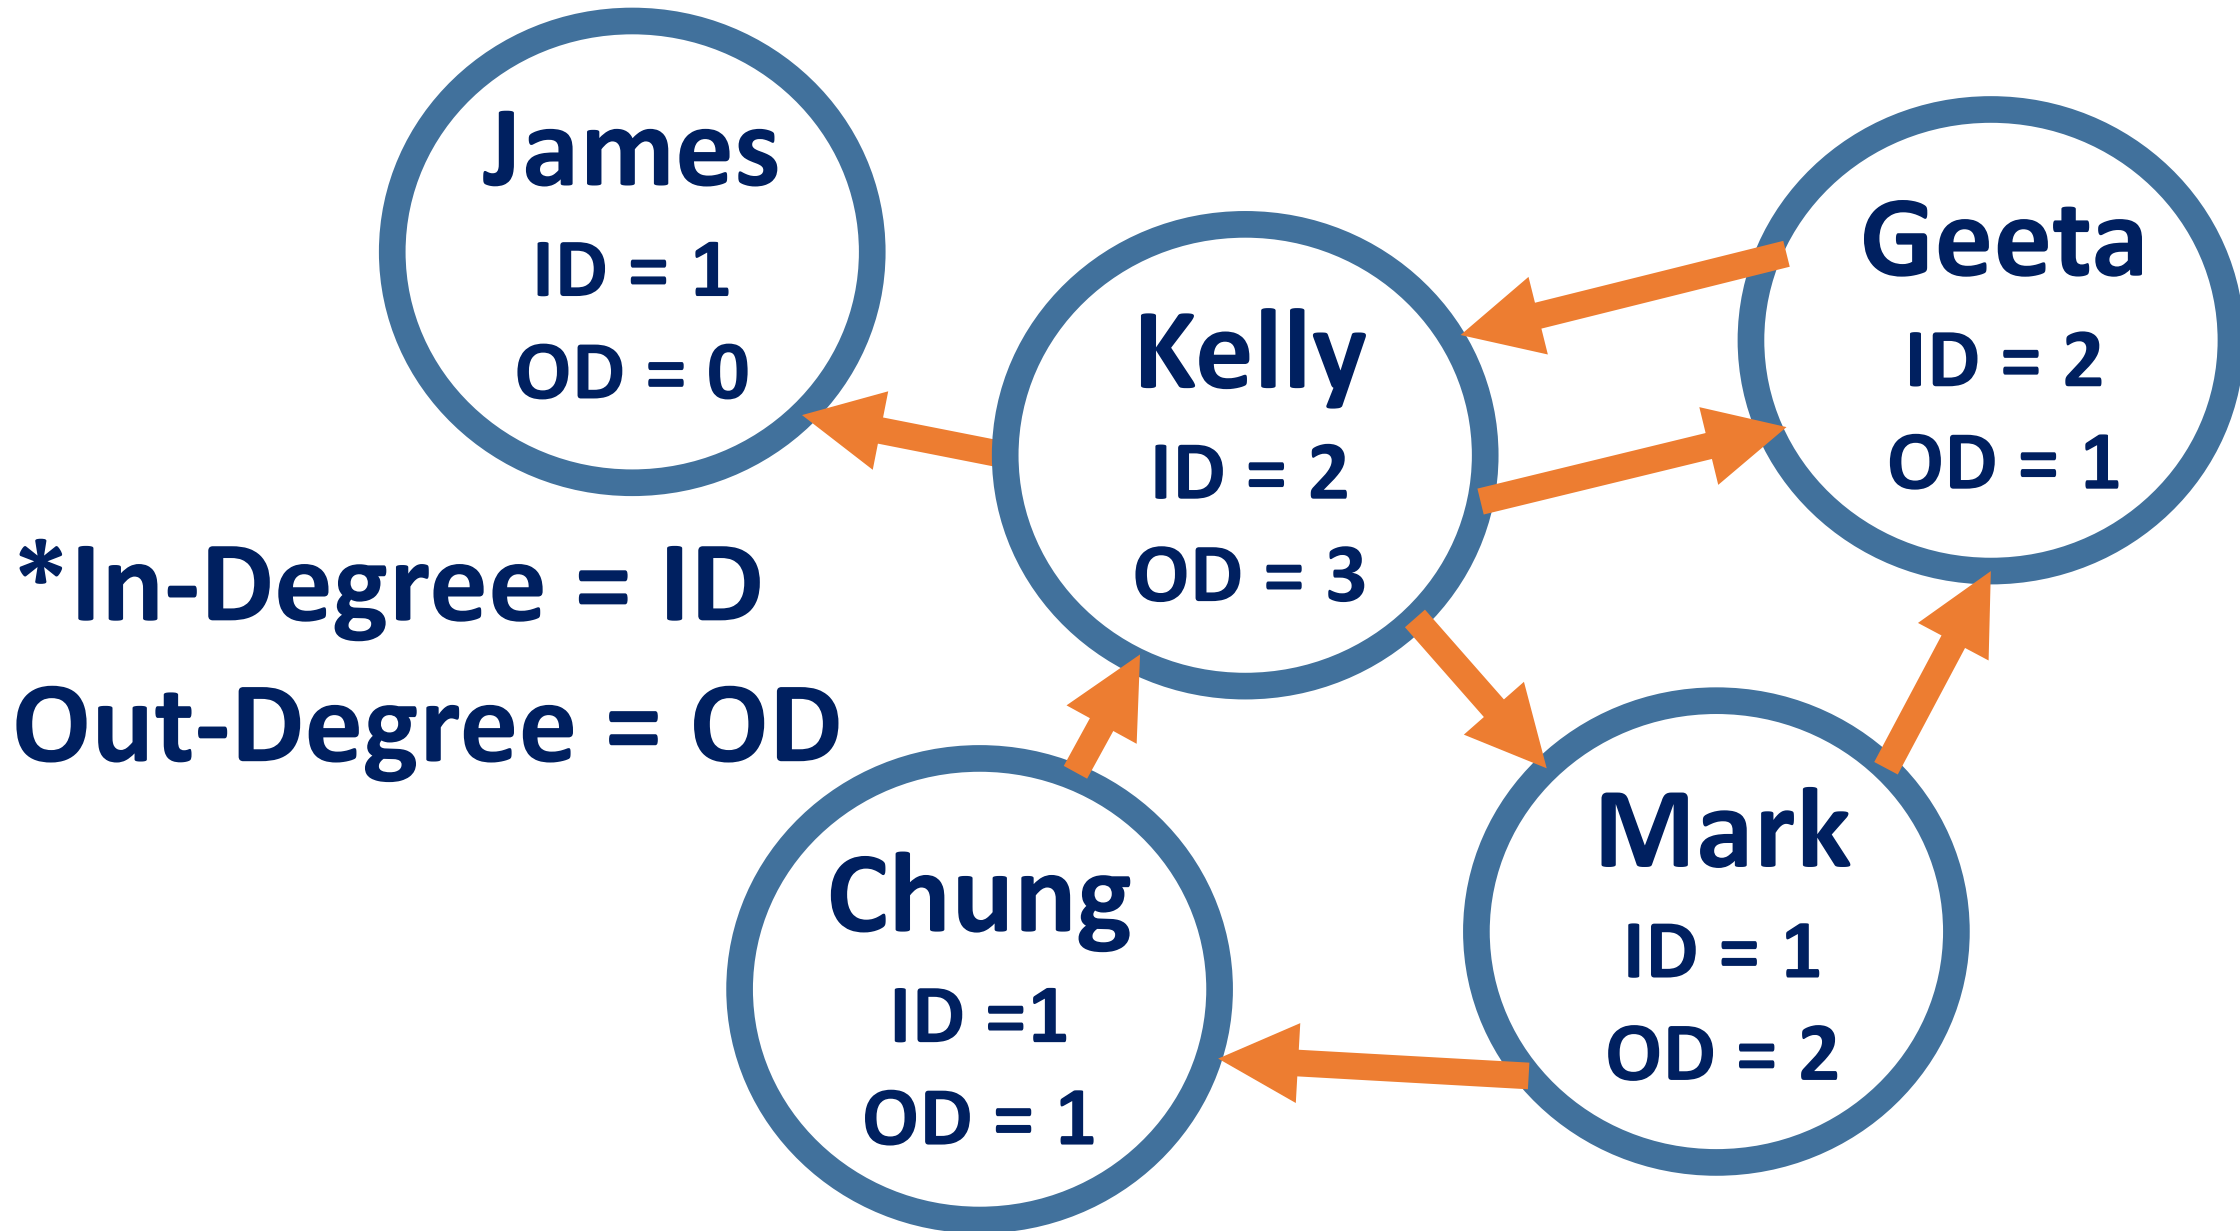 James
ID = 1
OD = 0
Geeta
ID = 2
OD = 1
Kelly
ID = 2
OD = 3
*In-Degree = ID
Out-Degree = OD
Chung
ID =1
OD = 1
Mark
ID = 1
OD = 2